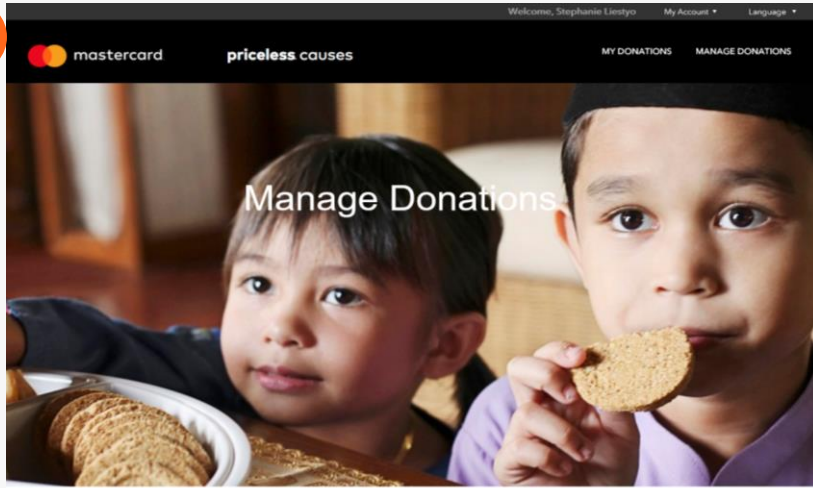 Welcome, Stephanie Liestyo My Account Language
mastercard priceless causes MY DONATIONS MANAGE DONATIONS
Manage Donations